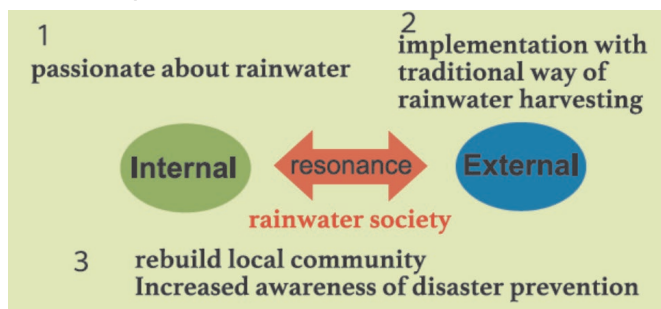 1
passionate about rainwater
2
implementation with
traditional way of
rainwater harvesting
Internal
resonance
External
rainwater society
3
rebuild local community
Increased awareness of disaster prevention